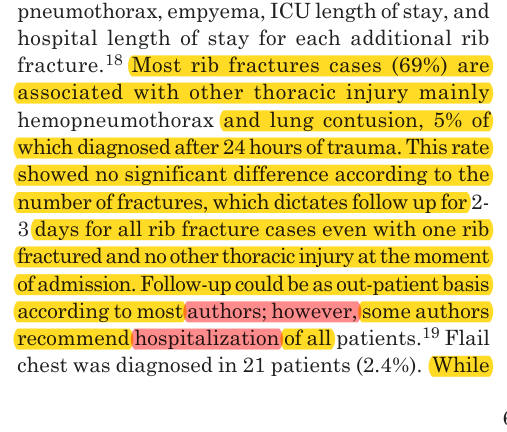 pneumothorax, empyema, ICU length of stay, and
hospital length of stay for each additional rib
fracture.18 Most rib fractures cases (69%) are
associated with other thoracic injury mainly
hemopneumothorax and lung contusion, 5% of
which diagnosed after 24 hours of trauma. This rate
showed no significant difference according to the
number of fractures, which dictates follow up for 2-
3 days for all rib fracture cases even with one rib
fractured and no other thoracic injury at the moment
of admission. Follow-up could be as out-patient basis
according to most authors; however, some authors
recommend hospitalization of all patients.19 Flail
chest was diagnosed in 21 patients (2.4%). While